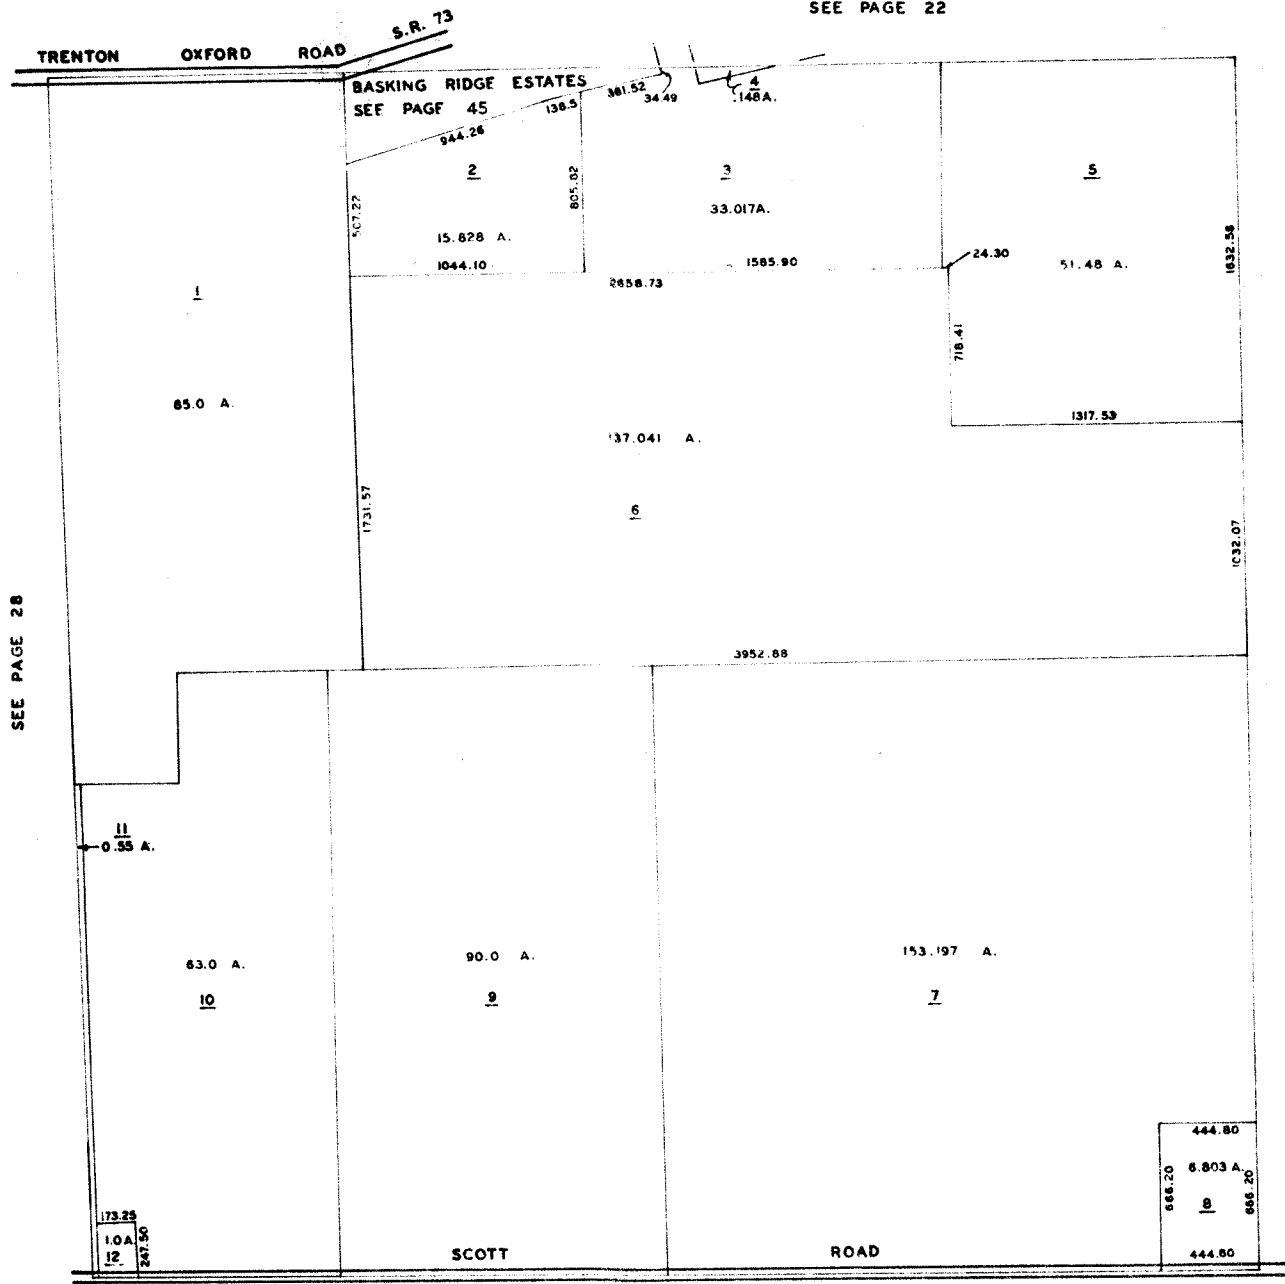 SEE PAGE 22
S.R. 73
TRENTON OXFORD ROAD
BASKING RIDGE ESTATES
SEE PAGE 45
944.26
138.5
381.52
34.49
4
.148A.
2
3
5
507.22
805.82
33.017A.
15.828 A.
1044.10
1585.90
24.30
51.48 A.
1632.58
2658.73
1
718.41
85.0 A.
1317.53
137.041 A.
1731.57
6
1032.07
SEE PAGE 28
3952.88
11
0.55 A.
63.0 A.
90.0 A.
153.197 A.
10
9
7
444.80
6.803 A.
666.20
666.20
8
444.80
173.25
1.0 A
12
247.50
SCOTT ROAD